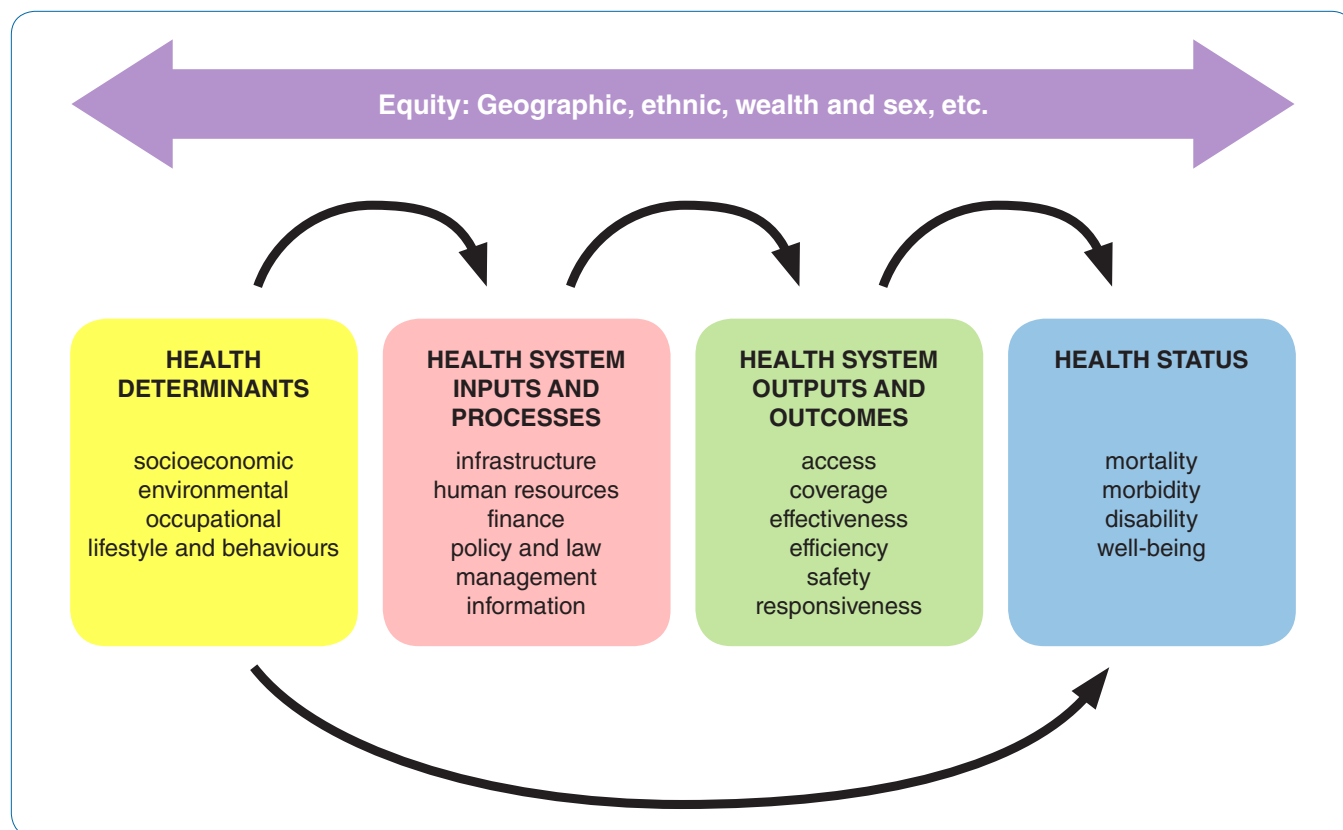 Equity: Geographic, ethnic, wealth and sex, etc.
HEALTH
DETERMINANTS
socioeconomic
environmental
occupational
lifestyle and behaviours
HEALTH SYSTEM
INPUTS AND
PROCESSES
infrastructure
human resources
finance
policy and law
management
information
HEALTH SYSTEM
OUTPUTS AND
OUTCOMES
access
coverage
effectiveness
efficiency
safety
responsiveness
HEALTH STATUS
mortality
morbidity
disability
well-being